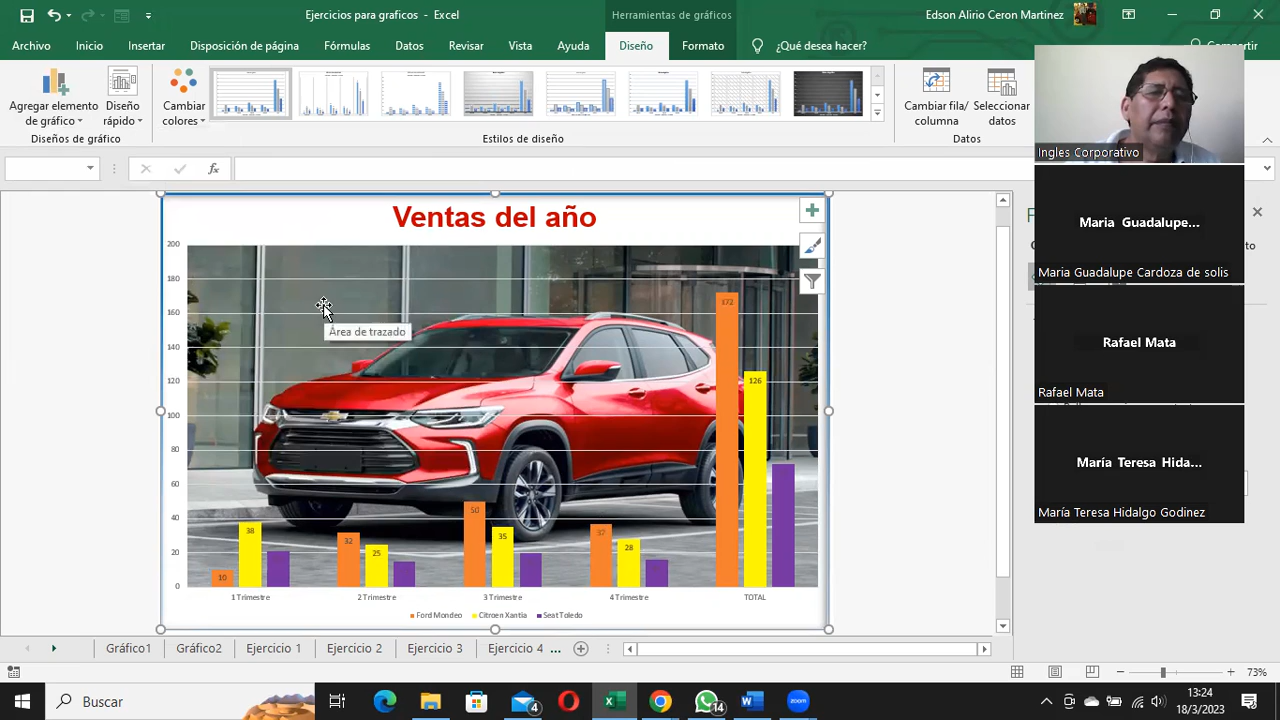 Ejercicios para graficos - Excel
Herramientas de gráficos
Edson Alirio Ceron Martinez
Archivo
Inicio
Insertar
Disposición de página
Fórmulas
Datos
Revisar
Vista
Ayuda
Diseño
Formato
¿Qué desea hacer?
Compartir
Agregar elemento
de gráfico
Diseño
rápido
Cambiar
colores
Cambiar fila/
columna
Seleccionar
datos
Diseños de gráfico
Estilos de diseño
Datos
fx
Ingles Corporativo
Maria Guadalupe...
Maria Guadalupe Cardoza de solis
Rafael Mata
Rafael Mata
María Teresa Hida...
María Teresa Hidalgo Godinez
Ventas del año
200
180
160
140
120
100
80
60
40
20
0
Área de trazado
172
126
10
38
32
25
50
35
37
28
1 Trimestre
2 Trimestre
3 Trimestre
4 Trimestre
TOTAL
Ford Mondeo
Citroen Xantia
Seat Toledo
Gráfico1
Gráfico2
Ejercicio 1
Ejercicio 2
Ejercicio 3
Ejercicio 4
...
73%
Buscar
4
14
13:24
18/3/2023